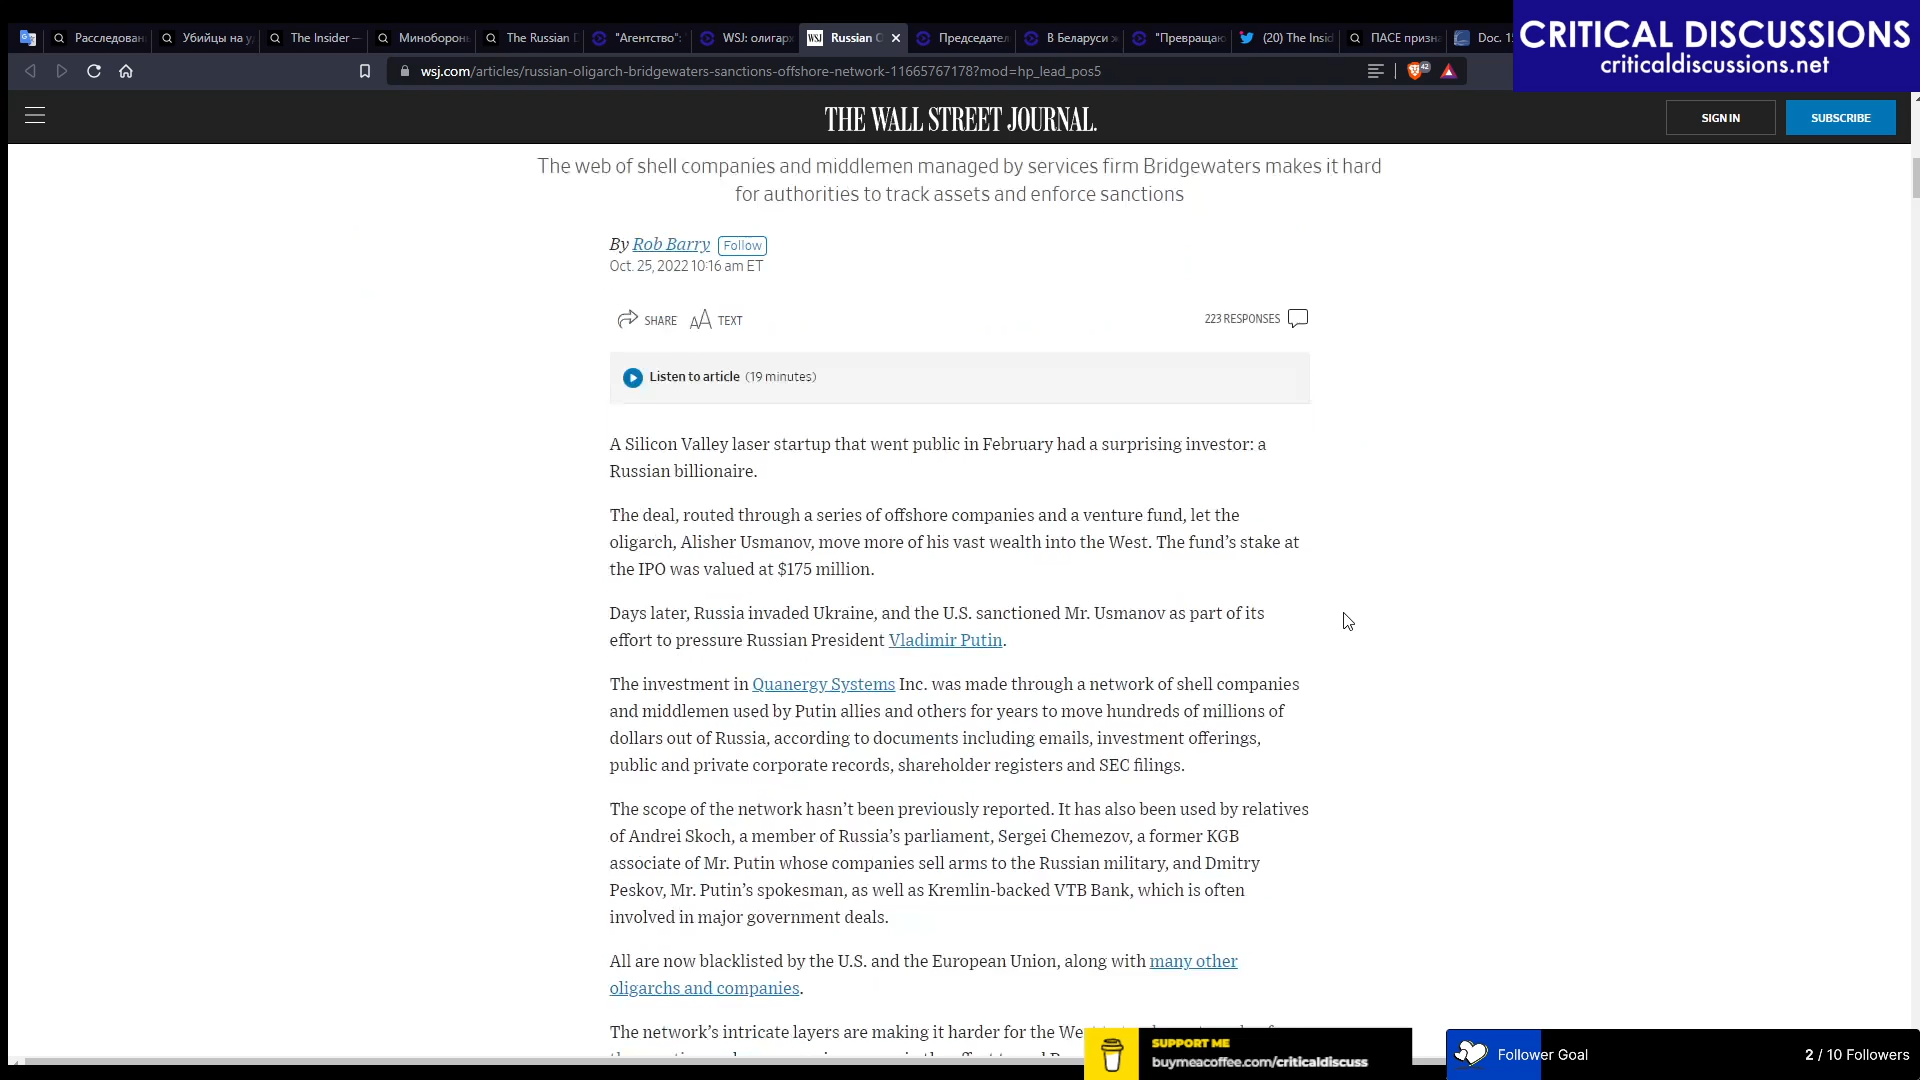 Расследован
Убийцы на у
The Insider —
Минобороны
The Russian D
"Агентство":
WSJ: олигарх
Russian O
Председател
В Беларуси
"Превращаю
(20) The Insid
ПАСЕ призна
Doc. 1
CRITICAL DISCUSSIONS
criticaldiscussions.net
wsj.com/articles/russian-oligarch-bridgewaters-sanctions-offshore-network-11665767178?mod=hp_lead_pos5
42
THE WALL STREET JOURNAL.
SIGN IN
SUBSCRIBE
The web of shell companies and middlemen managed by services firm Bridgewaters makes it hard
for authorities to track assets and enforce sanctions
By Rob Barry Follow
Oct. 25, 2022 10:16 am ET
SHARE
AA TEXT
223 RESPONSES
Listen to article (19 minutes)
A Silicon Valley laser startup that went public in February had a surprising investor: a
Russian billionaire.
The deal, routed through a series of offshore companies and a venture fund, let the
oligarch, Alisher Usmanov, move more of his vast wealth into the West. The fund’s stake at
the IPO was valued at $175 million.
Days later, Russia invaded Ukraine, and the U.S. sanctioned Mr. Usmanov as part of its
effort to pressure Russian President Vladimir Putin.
The investment in Quanergy Systems Inc. was made through a network of shell companies
and middlemen used by Putin allies and others for years to move hundreds of millions of
dollars out of Russia, according to documents including emails, investment offerings,
public and private corporate records, shareholder registers and SEC filings.
The scope of the network hasn’t been previously reported. It has also been used by relatives
of Andrei Skoch, a member of Russia’s parliament, Sergei Chemezov, a former KGB
associate of Mr. Putin whose companies sell arms to the Russian military, and Dmitry
Peskov, Mr. Putin’s spokesman, as well as Kremlin-backed VTB Bank, which is often
involved in major government deals.
All are now blacklisted by the U.S. and the European Union, along with many other
oligarchs and companies.
The network’s intricate layers are making it harder for the We
SUPPORT ME
buymeacoffee.com/criticaldiscuss
Follower Goal
2 / 10 Followers